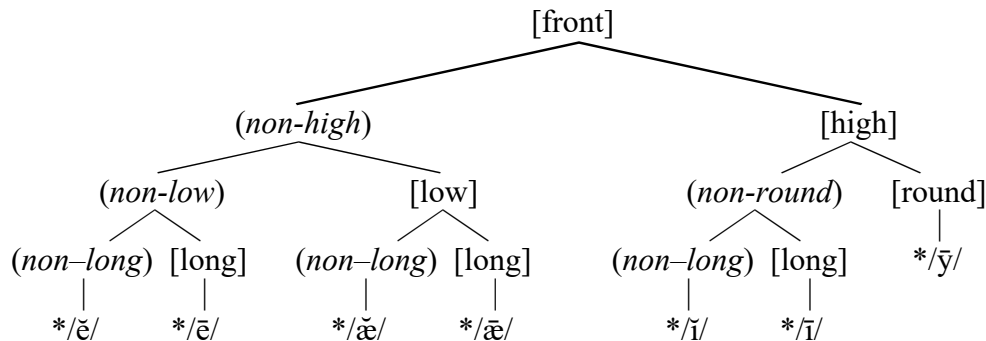 [front]
(non-high) [high]
(non-low) [low] (non-round) [round]
(non–long) [long] (non–long) [long] (non–long) [long] */ȳ/
*/ĕ/ */ē/ */æ̆/ */ǣ/ */ĭ/ */ī/